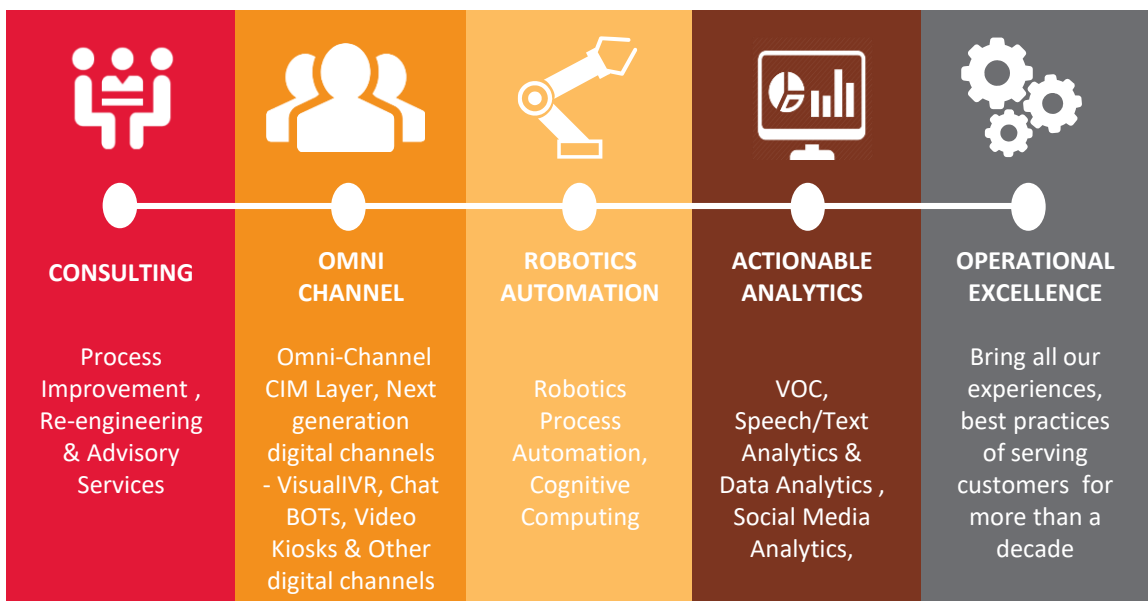 CONSULTING
Process
Improvement ,
Re-engineering
& Advisory
Services
OMNI
CHANNEL
Omni-Channel
CIM Layer, Next
generation
digital channels
- VisualIVR, Chat
BOTs, Video
Kiosks & Other
digital channels
ROBOTICS
AUTOMATION
Robotics
Process
Automation,
Cognitive
Computing
ACTIONABLE
ANALYTICS
VOC,
Speech/Text
Analytics &
Data Analytics ,
Social Media
Analytics,
OPERATIONAL
EXCELLENCE
Bring all our
experiences,
best practices
of serving
customers for
more than a
decade